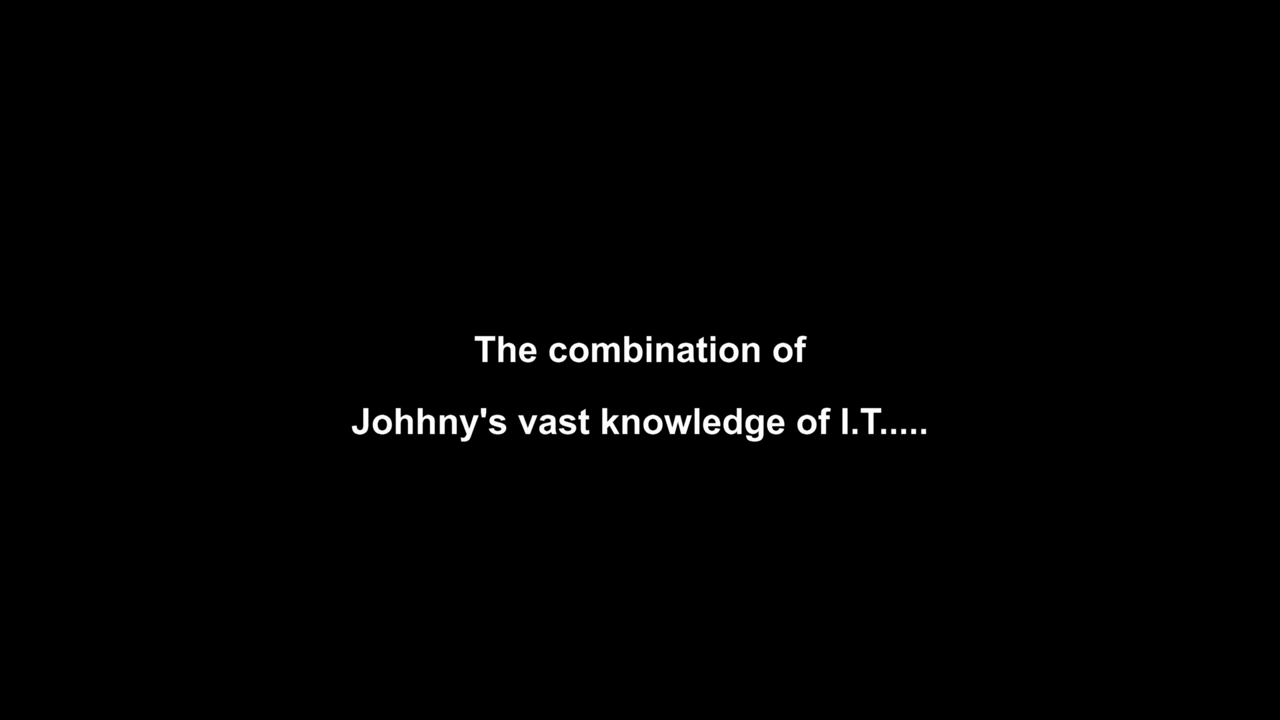 The combination of
Johhny's vast knowledge of I.T.....